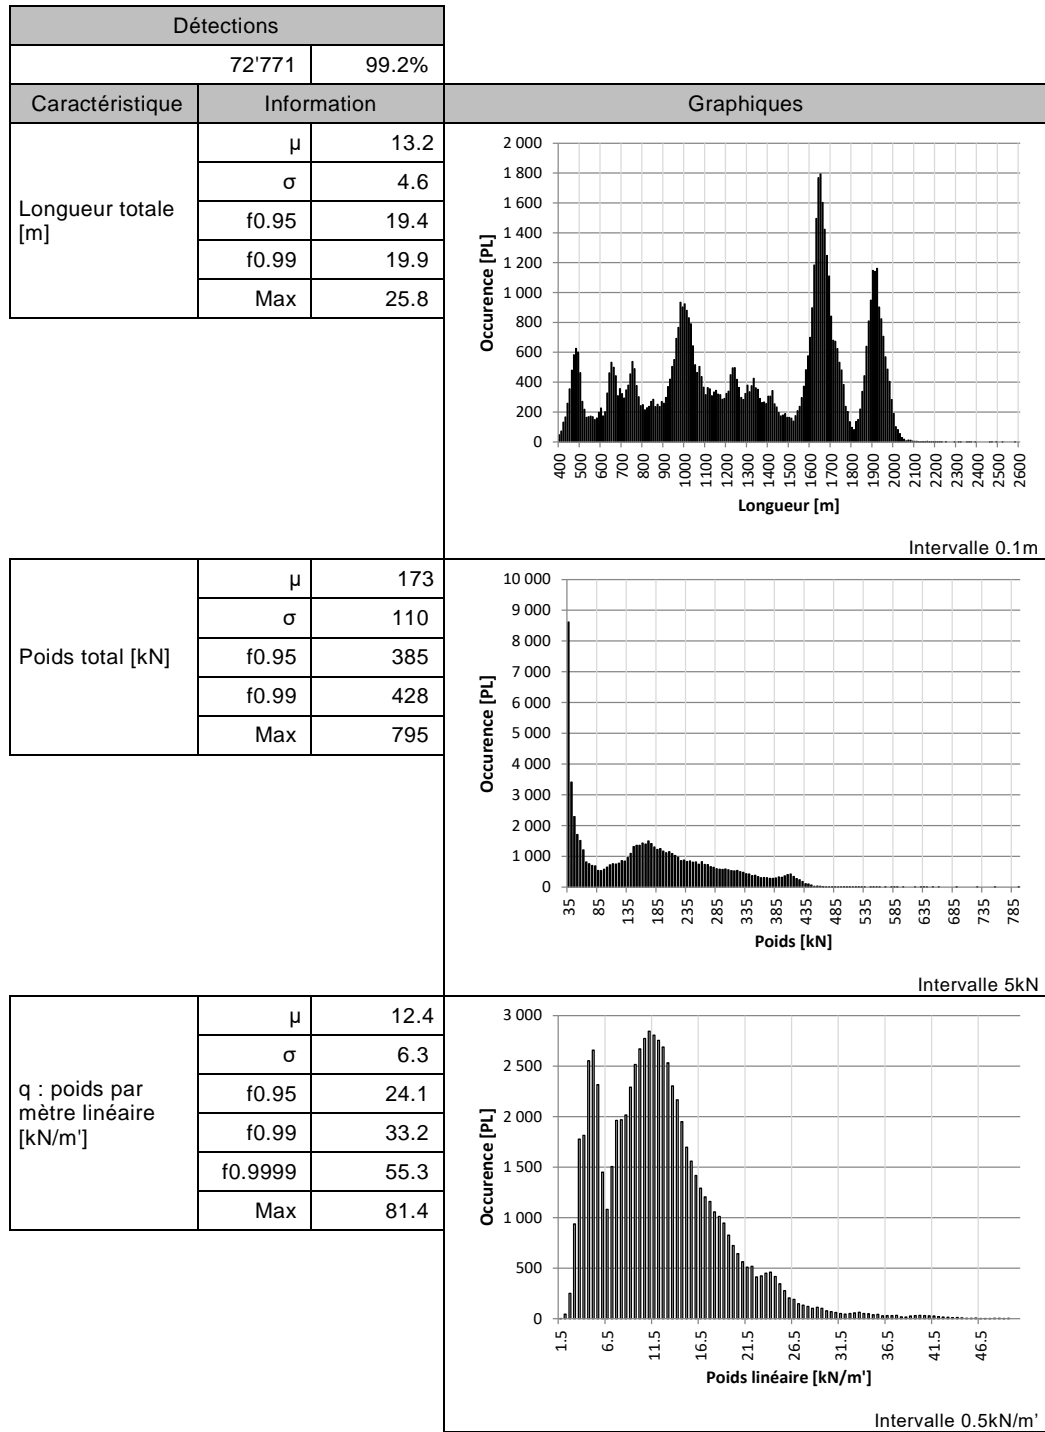 Détections
72'771 99.2%
Caractéristique Information Graphiques
Longueur totale
[m]
µ 13.2
σ 4.6
f0.95 19.4
f0.99 19.9
Max 25.8
Occurence [PL]
2 000
1 800
1 600
1 400
1 200
1 000
800
600
400
200
0
400 500 600 700 800 900 1000 1100 1200 1300 1400 1500 1600 1700 1800 1900 2000 2100 2200 2300 2400 2500 2600
Longueur [m]
Intervalle 0.1m
Poids total [kN]
µ 173
σ 110
f0.95 385
f0.99 428
Max 795
Occurence [PL]
10 000
9 000
8 000
7 000
6 000
5 000
4 000
3 000
2 000
1 000
0
35 85 135 185 235 285 335 385 435 485 535 585 635 685 735 785
Poids [kN]
Intervalle 5kN
q : poids par
mètre linéaire
[kN/m']
µ 12.4
σ 6.3
f0.95 24.1
f0.99 33.2
f0.9999 55.3
Max 81.4
Occurence [PL]
3 000
2 500
2 000
1 500
1 000
500
0
1.5 6.5 11.5 16.5 21.5 26.5 31.5 36.5 41.5 46.5
Poids linéaire [kN/m']
Intervalle 0.5kN/m’